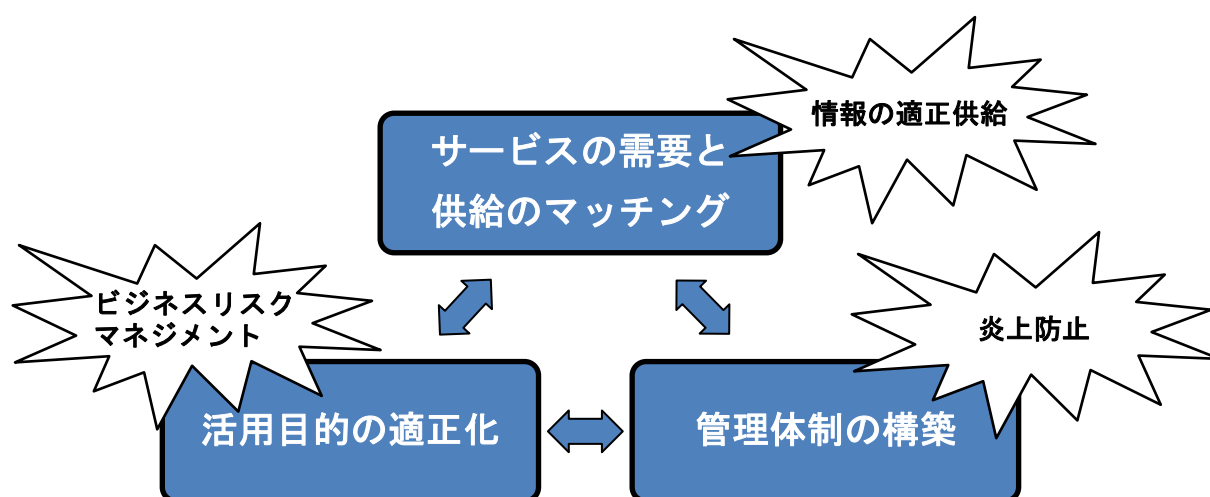 情報の適正供給
サービスの需要と
供給のマッチング
ビジネスリスク
マネジメント
炎上防止
活用目的の適正化
管理体制の構築